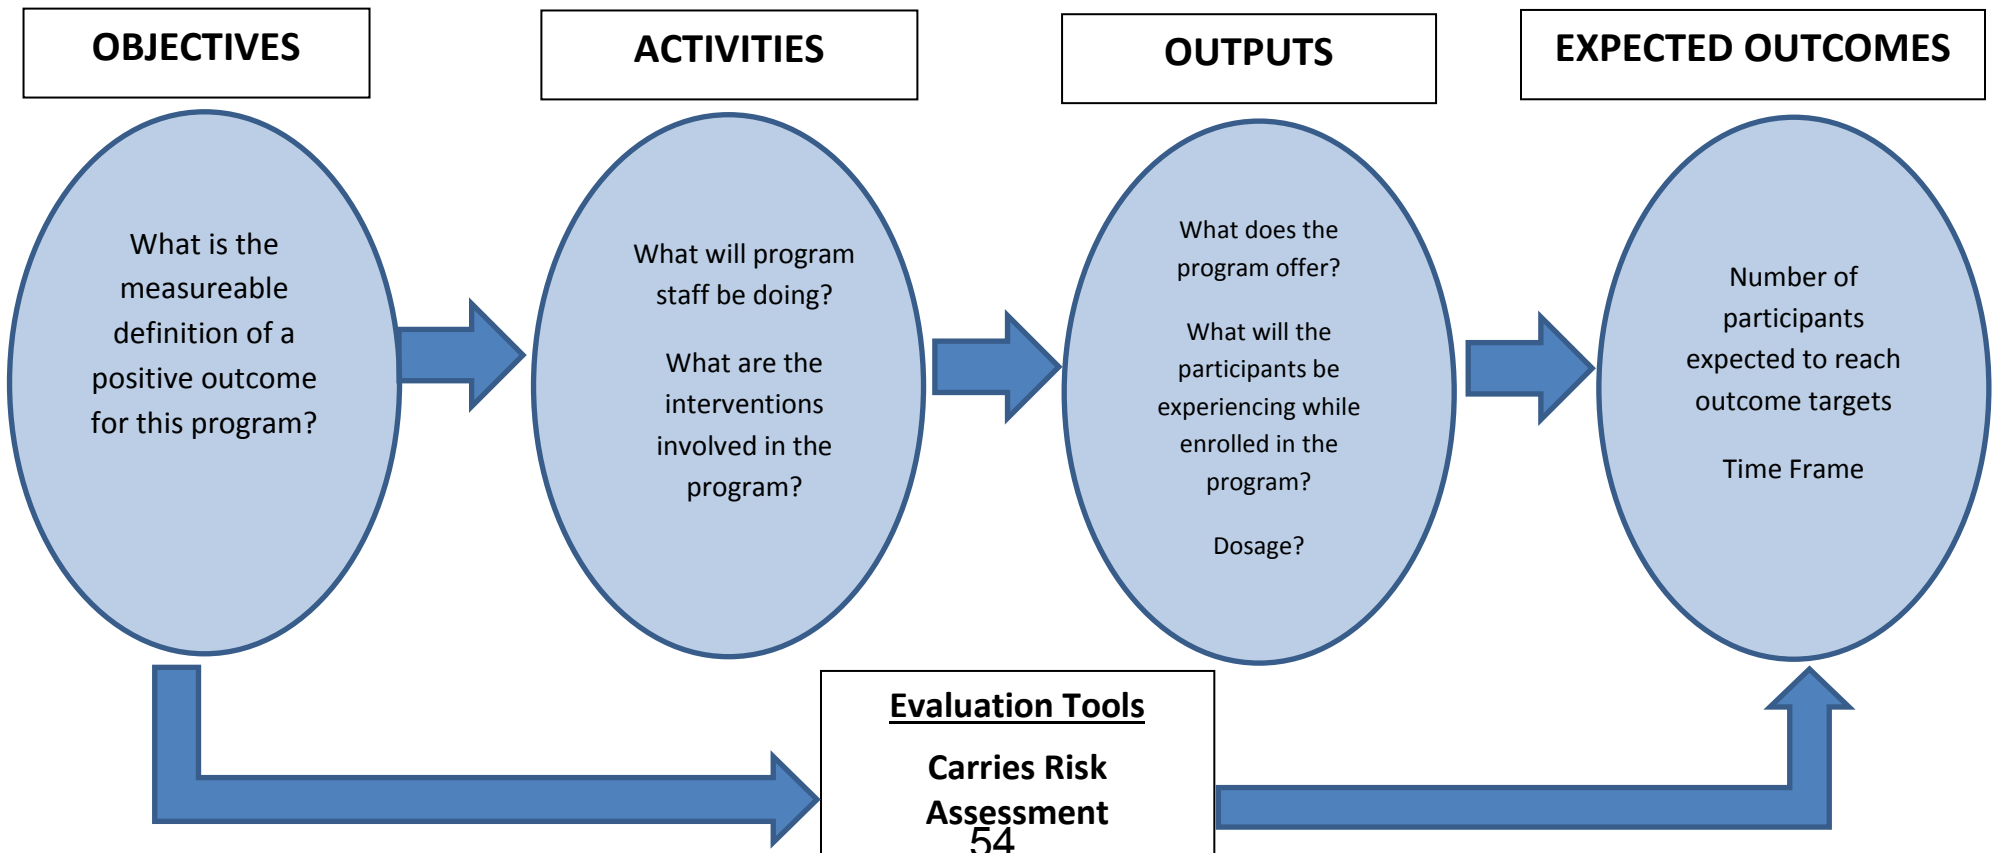 OBJECTIVES
ACTIVITIES
OUTPUTS
EXPECTED OUTCOMES
What is the
measureable
definition of a
positive outcome
for this program?
What will program
staff be doing?
What are the
interventions
involved in the
program?
What does the
program offer?
What will the
participants be
experiencing while
enrolled in the
program?
Dosage?
Number of
participants
expected to reach
outcome targets
Time Frame
Evaluation Tools
Carries Risk
Assessment
54